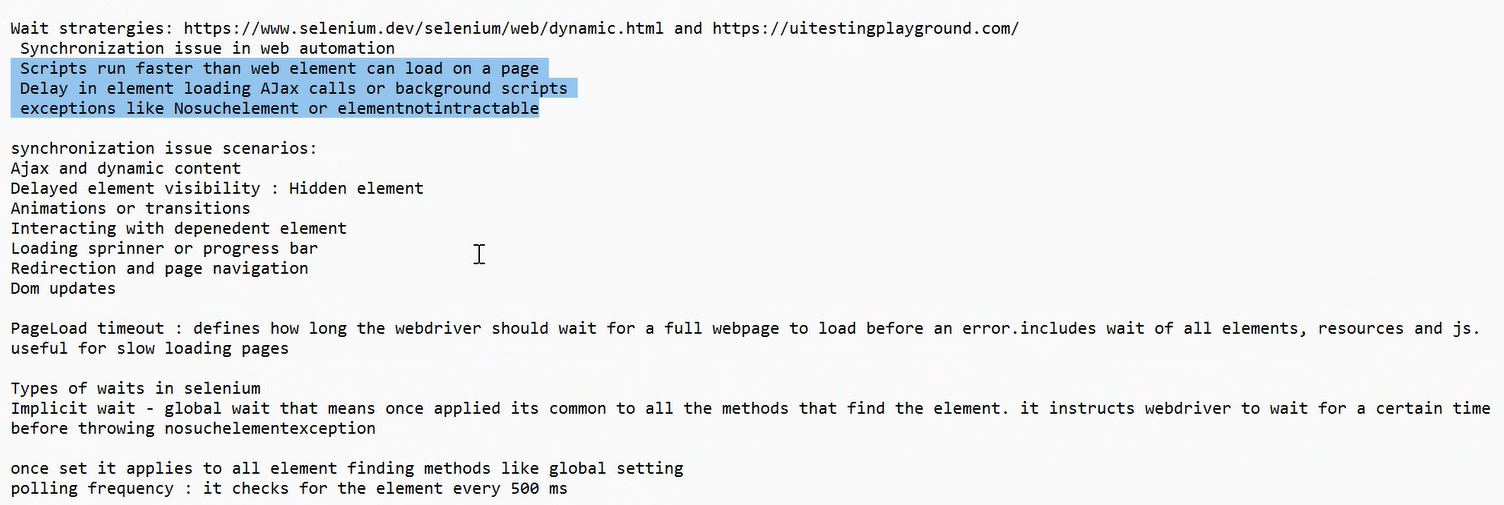 Wait stratergies: https://www.selenium.dev/selenium/web/dynamic.html and https://uitestingplayground.com/
Synchronization issue in web automation
Scripts run faster than web element can load on a page
Delay in element loading AJax calls or background scripts
exceptions like Nosuchelement or elementnotintractable
synchronization issue scenarios:
Ajax and dynamic content
Delayed element visibility : Hidden element
Animations or transitions
Interacting with depenedent element
Loading sprinner or progress bar
Redirection and page navigation
Dom updates
PageLoad timeout : defines how long the webdriver should wait for a full webpage to load before an error.includes wait of all elements, resources and js.
useful for slow loading pages
Types of waits in selenium
Implicit wait - global wait that means once applied its common to all the methods that find the element. it instructs webdriver to wait for a certain time
before throwing nosuchelementexception
once set it applies to all element finding methods like global setting
polling frequency : it checks for the element every 500 ms